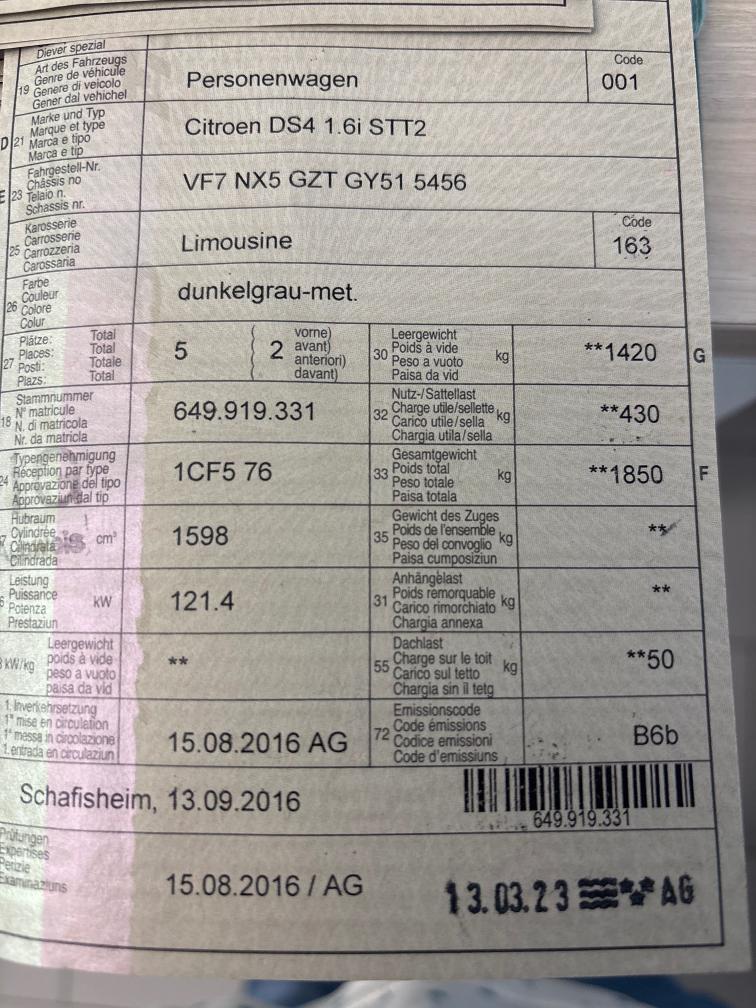 Diever spezial
Art des Fahrzeugs
Genre de véhicule
19 Genere di veicolo
Gener dal vehichel
Personenwagen
Code
001
Marke und Typ
Marque et type
D 21 Marca e tipo
Marca e tip
Citroen DS4 1.6i STT2
Fahrgestell-Nr.
Châssis no
E 23 Telaio n.
Schassis nr.
VF7 NX5 GZT GY51 5456
Karosserie
Carrosserie
25 Carrozzeria
Carossaria
Limousine
Code
163
Farbe
Couleur
26 Colore
Colur
dunkelgrau-met.
Plätze: Total
Places: Total
27 Posti: Totale
Plazs: Total
5
2
vorne)
avant)
anteriori)
davant)
Leergewicht
30 Poids à vide kg
Peso a vuoto
Paisa da vid
**1420 G
Stammnummer
N° matricule
18 N. di matricola
Nr. da matricla
649.919.331
Nutz-/Sattellast
32 Charge utile/sellette kg
Carico utile/sella
Chargia utila/sella
**430
Typengenehmigung
Réception par type
24 Approvazione del tipo
Approvaziun dal tip
1CF5 76
Gesamtgewicht
33 Poids total kg
Peso totale
Paisa totala
**1850 F
Hubraum
Cylindrée
Cilindrata cm³
Cilindrada
1598
Gewicht des Zuges
35 Poids de l'ensemble kg
Peso del convoglio
Paisa cumposiziun
**
Leistung
Puissance kW
Potenza
Prestaziun
121.4
Anhängelast
31 Poids remorquable kg
Carico rimorchiato
Chargia annexa
**
Leergewicht
kW/kg poids à vide
peso a vuoto
paisa da vid
**
Dachlast
55 Charge sur le toit kg
Carico sul tetto
Chargia sin il tetg
**50
1. Inverkehrsetzung
1re mise en circulation
1a messa in circolazione
1. entrada en circulaziun
15.08.2016 AG
Emissionscode
72 Code émissions
Codice emissioni
Code d'emissiuns
B6b
Schafisheim, 13.09.2016
649.919.331
Prüfungen
Expertises
Perizie
Examinaziuns
15.08.2016 / AG
13.03.23 AG